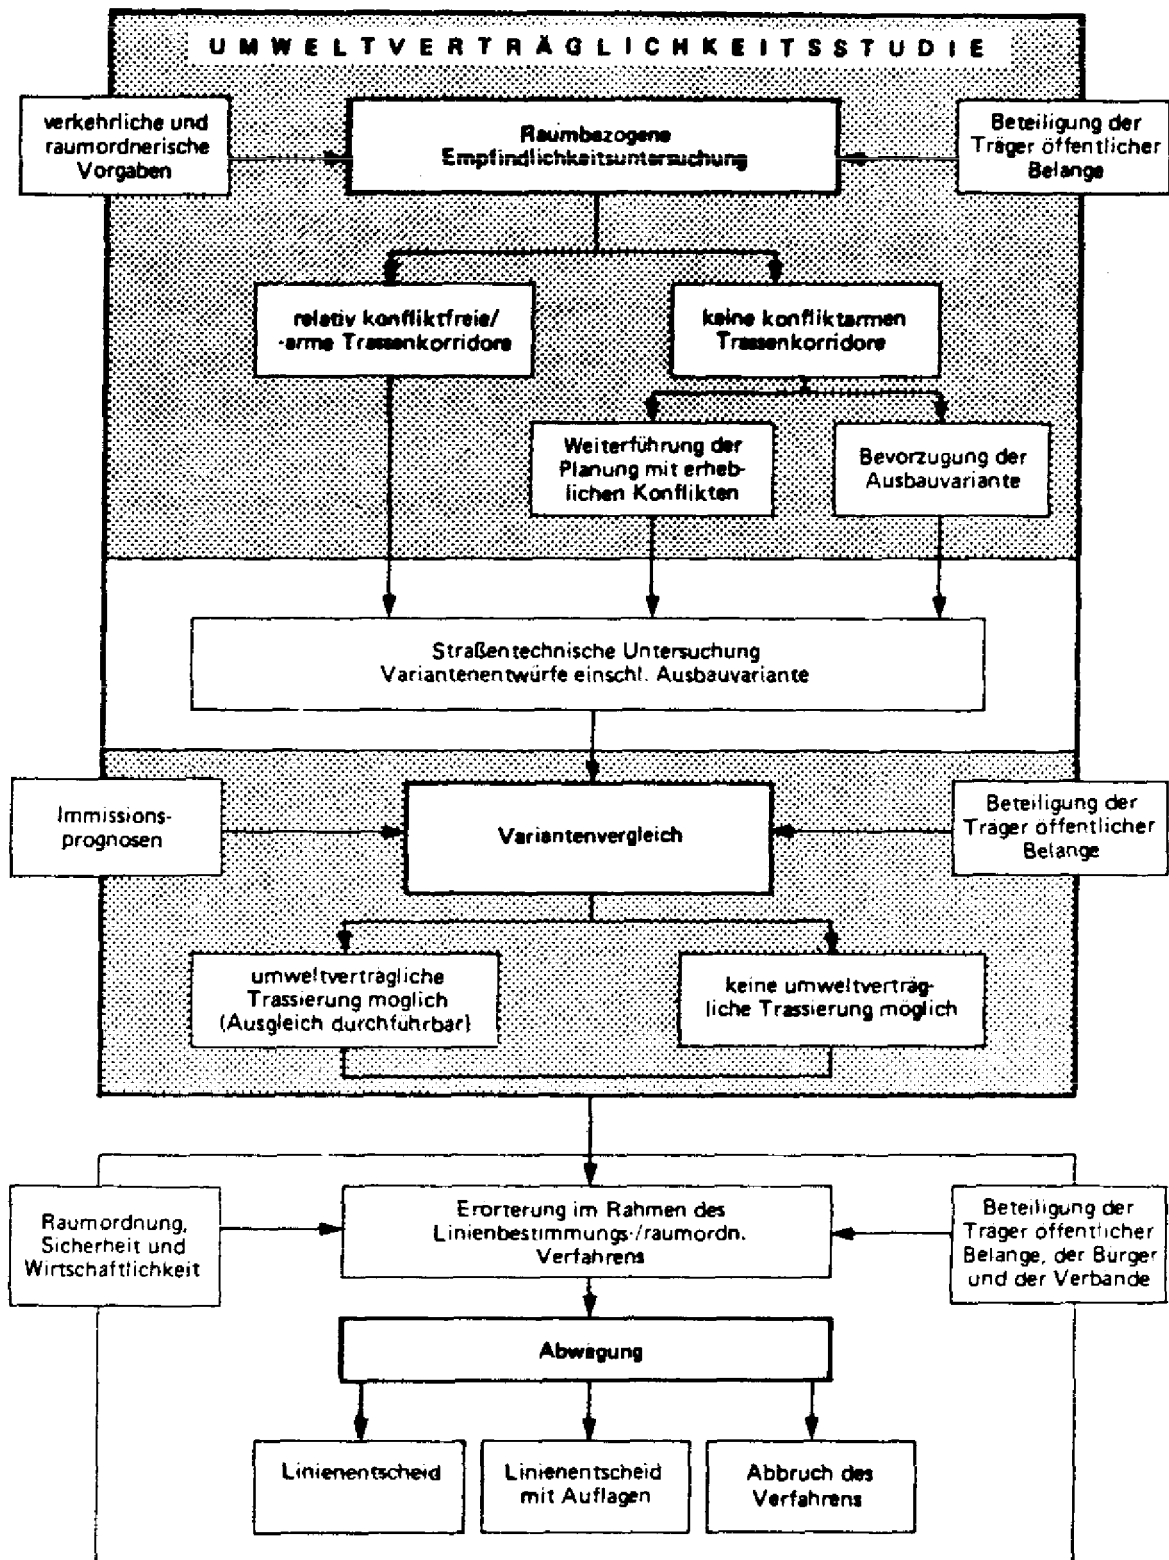 UMWELTVERTRÄGLICHKEITSSTUDIE
verkehrliche und
raumordnerische
Vorgaben
Raumbezogene
Empfindlichkeitsuntersuchung
Beteiligung der
Träger öffentlicher
Belange
relativ konfliktfreie/
-arme Trassenkorridore
keine konfliktarmen
Trassenkorridore
Weiterführung der
Planung mit erheb-
lichen Konflikten
Bevorzugung der
Ausbauvariante
Straßentechnische Untersuchung
Variantenentwürfe einschl. Ausbauvariante
Immissions-
prognosen
Variantenvergleich
Beteiligung der
Träger öffentlicher
Belange
umweltverträgliche
Trassierung möglich
(Ausgleich durchführbar)
keine umweltverträg-
liche Trassierung möglich
Raumordnung,
Sicherheit und
Wirtschaftlichkeit
Erörterung im Rahmen des
Linienbestimmungs-/raumordn.
Verfahrens
Beteiligung der
Träger öffentlicher
Belange, der Bürger
und der Verbände
Abwägung
Linienentscheid
Linienentscheid
mit Auflagen
Abbruch des
Verfahrens